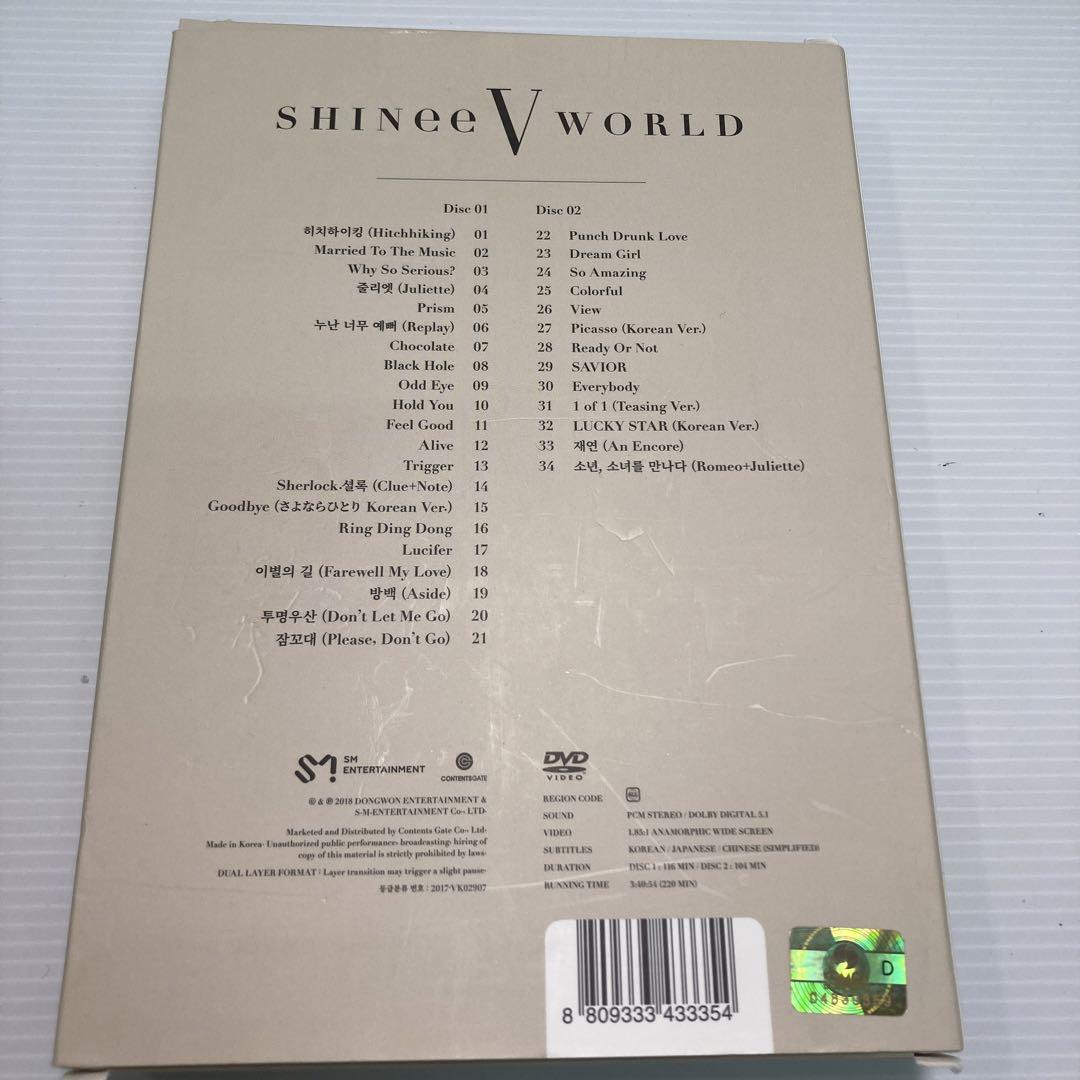 SHINee V WORLD
Disc 01
히치하이킹 (Hitchhiking) 01
Married To The Music 02
Why So Serious? 03
줄리엣 (Juliette) 04
Prism 05
누난 너무 예뻐 (Replay) 06
Chocolate 07
Black Hole 08
Odd Eye 09
Hold You 10
Feel Good 11
Alive 12
Trigger 13
Sherlock·셜록 (Clue+Note) 14
Goodbye (さよならひとり Korean Ver.) 15
Ring Ding Dong 16
Lucifer 17
이별의 길 (Farewell My Love) 18
방백 (Aside) 19
투명우산 (Don't Let Me Go) 20
잠꼬대 (Please, Don't Go) 21
Disc 02
22 Punch Drunk Love
23 Dream Girl
24 So Amazing
25 Colorful
26 View
27 Picasso (Korean Ver.)
28 Ready Or Not
29 SAVIOR
30 Everybody
31 1 of 1 (Teasing Ver.)
32 LUCKY STAR (Korean Ver.)
33 재연 (An Encore)
34 소년, 소녀를 만나다 (Romeo+Juliette)
SM
ENTERTAINMENT
CONTENTSGATE
© & ℗ 2018 DONGWON ENTERTAINMENT &
S·M·ENTERTAINMENT Co., LTD·
Marketed and Distributed by Contents Gate Co., Ltd·
Made in Korea· Unauthorized public performance, broadcasting, hiring of
copy of this material is strictly prohibited by laws·
DUAL LAYER FORMAT : Layer transition may trigger a slight pause·
등급분류 번호 : 2017-VK02907
DVD
VIDEO
REGION CODE ALL
SOUND PCM STEREO / DOLBY DIGITAL 5.1
VIDEO 1.85:1 ANAMORPHIC WIDE SCREEN
SUBTITLES KOREAN / JAPANESE / CHINESE (SIMPLIFIED)
DURATION DISC 1 : 116 MIN / DISC 2 : 104 MIN
RUNNING TIME 3:40:54 (220 MIN)
8 809333 433354
D